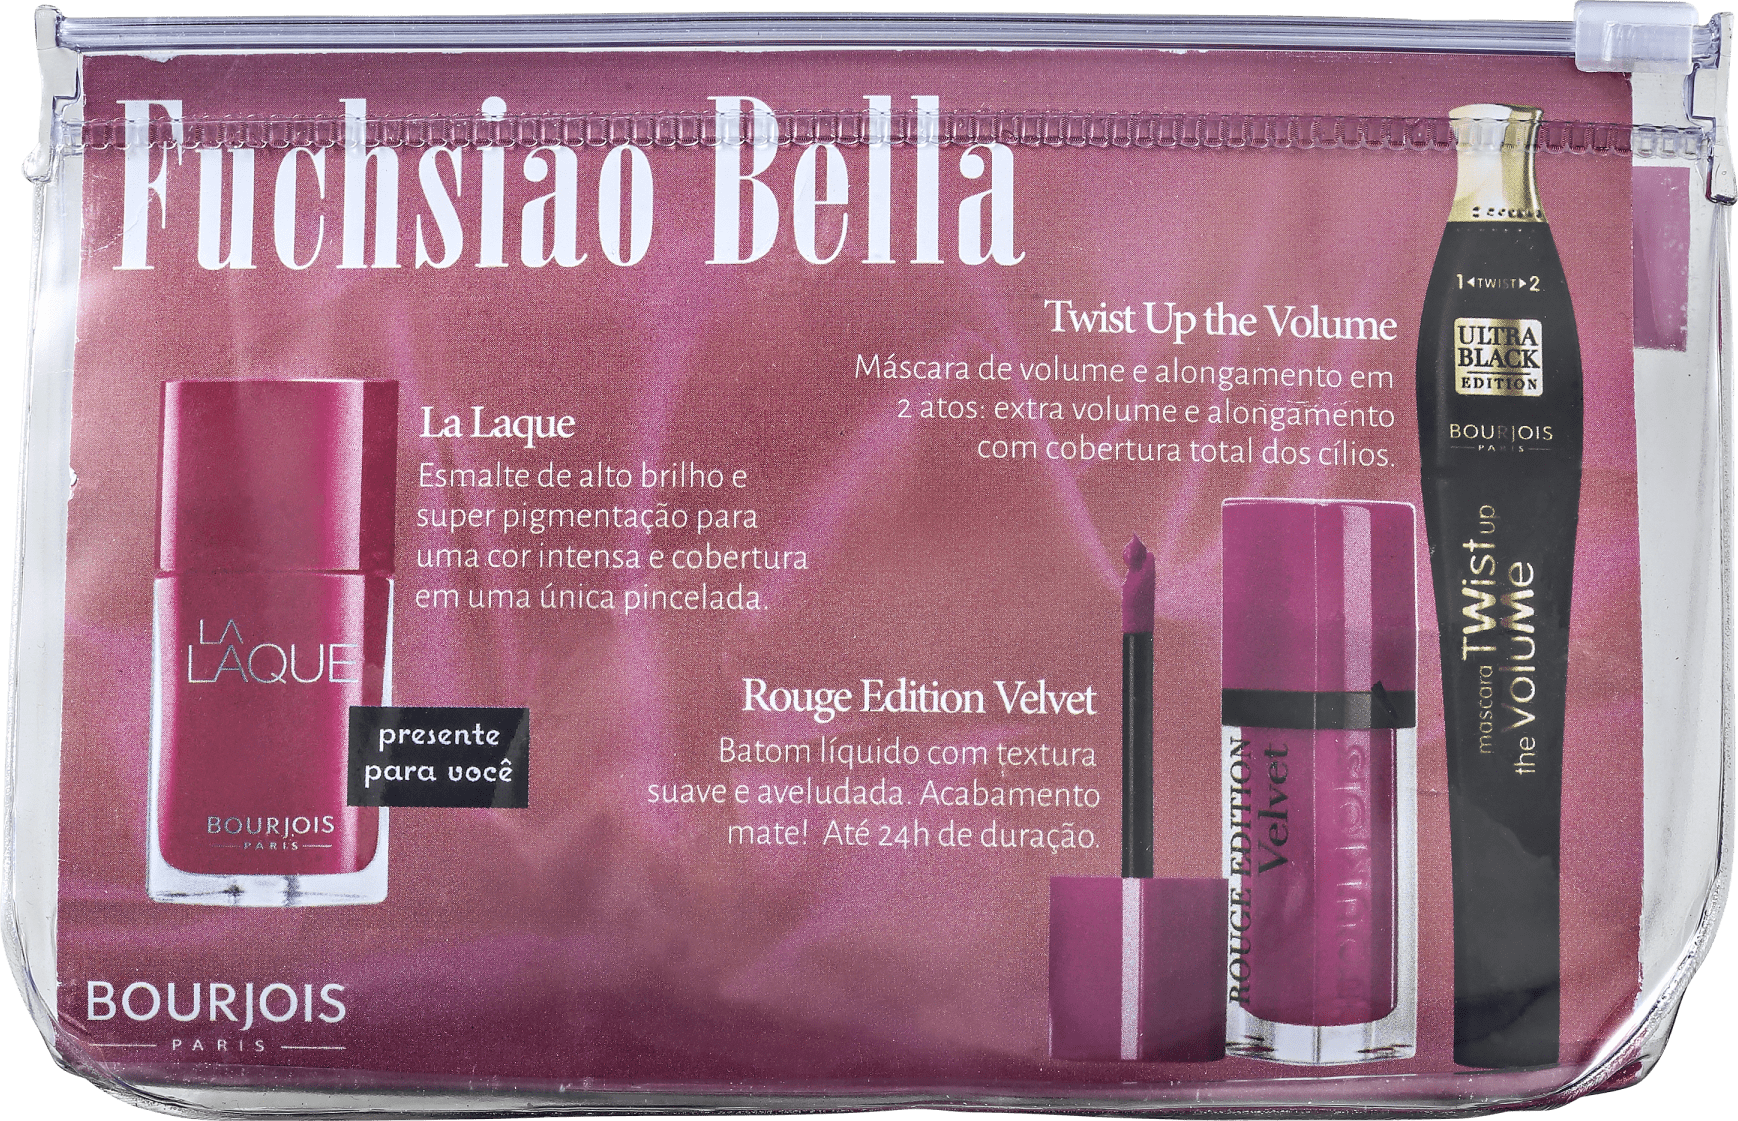 Fuchsiao Bella
Twist Up the Volume
Máscara de volume e alongamento em
2 atos: extra volume e alongamento
com cobertura total dos cílios.
1 TWIST 2
ULTRA
BLACK
EDITION
BOURJOIS
PARIS
mascara TWist up
the VoluMe
La Laque
Esmalte de alto brilho e
super pigmentação para
uma cor intensa e cobertura
em uma única pincelada.
LA
LAQUE
presente
para você
BOURJOIS
PARIS
Rouge Edition Velvet
Batom líquido com textura
suave e aveludada. Acabamento
mate! Até 24h de duração.
ROUGE EDITION
Velvet
BOURJOIS
BOURJOIS
PARIS